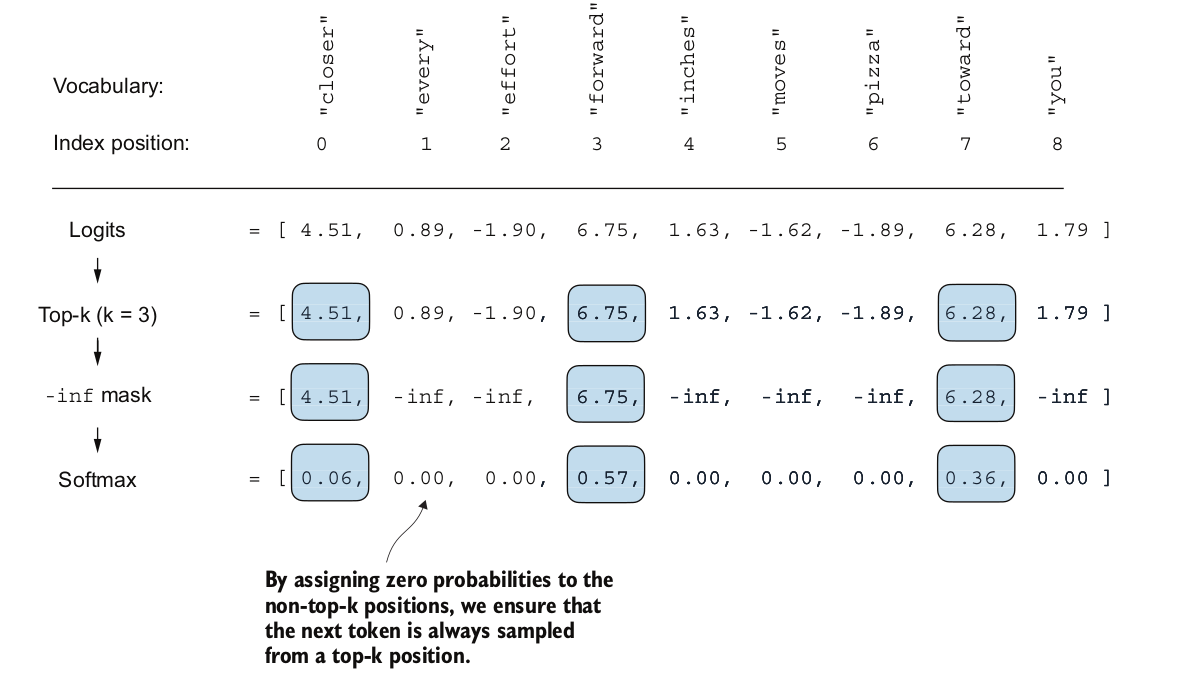 Vocabulary: "closer" "every" "effort" "forward" "inches" "moves" "pizza" "toward" "you"
Index position: 0 1 2 3 4 5 6 7 8
Logits = [ 4.51, 0.89, -1.90, 6.75, 1.63, -1.62, -1.89, 6.28, 1.79 ]
Top-k (k = 3) = [ 4.51, 0.89, -1.90, 6.75, 1.63, -1.62, -1.89, 6.28, 1.79 ]
-inf mask = [ 4.51, -inf, -inf, 6.75, -inf, -inf, -inf, 6.28, -inf ]
Softmax = [ 0.06, 0.00, 0.00, 0.57, 0.00, 0.00, 0.00, 0.36, 0.00 ]
By assigning zero probabilities to the
non-top-k positions, we ensure that
the next token is always sampled
from a top-k position.